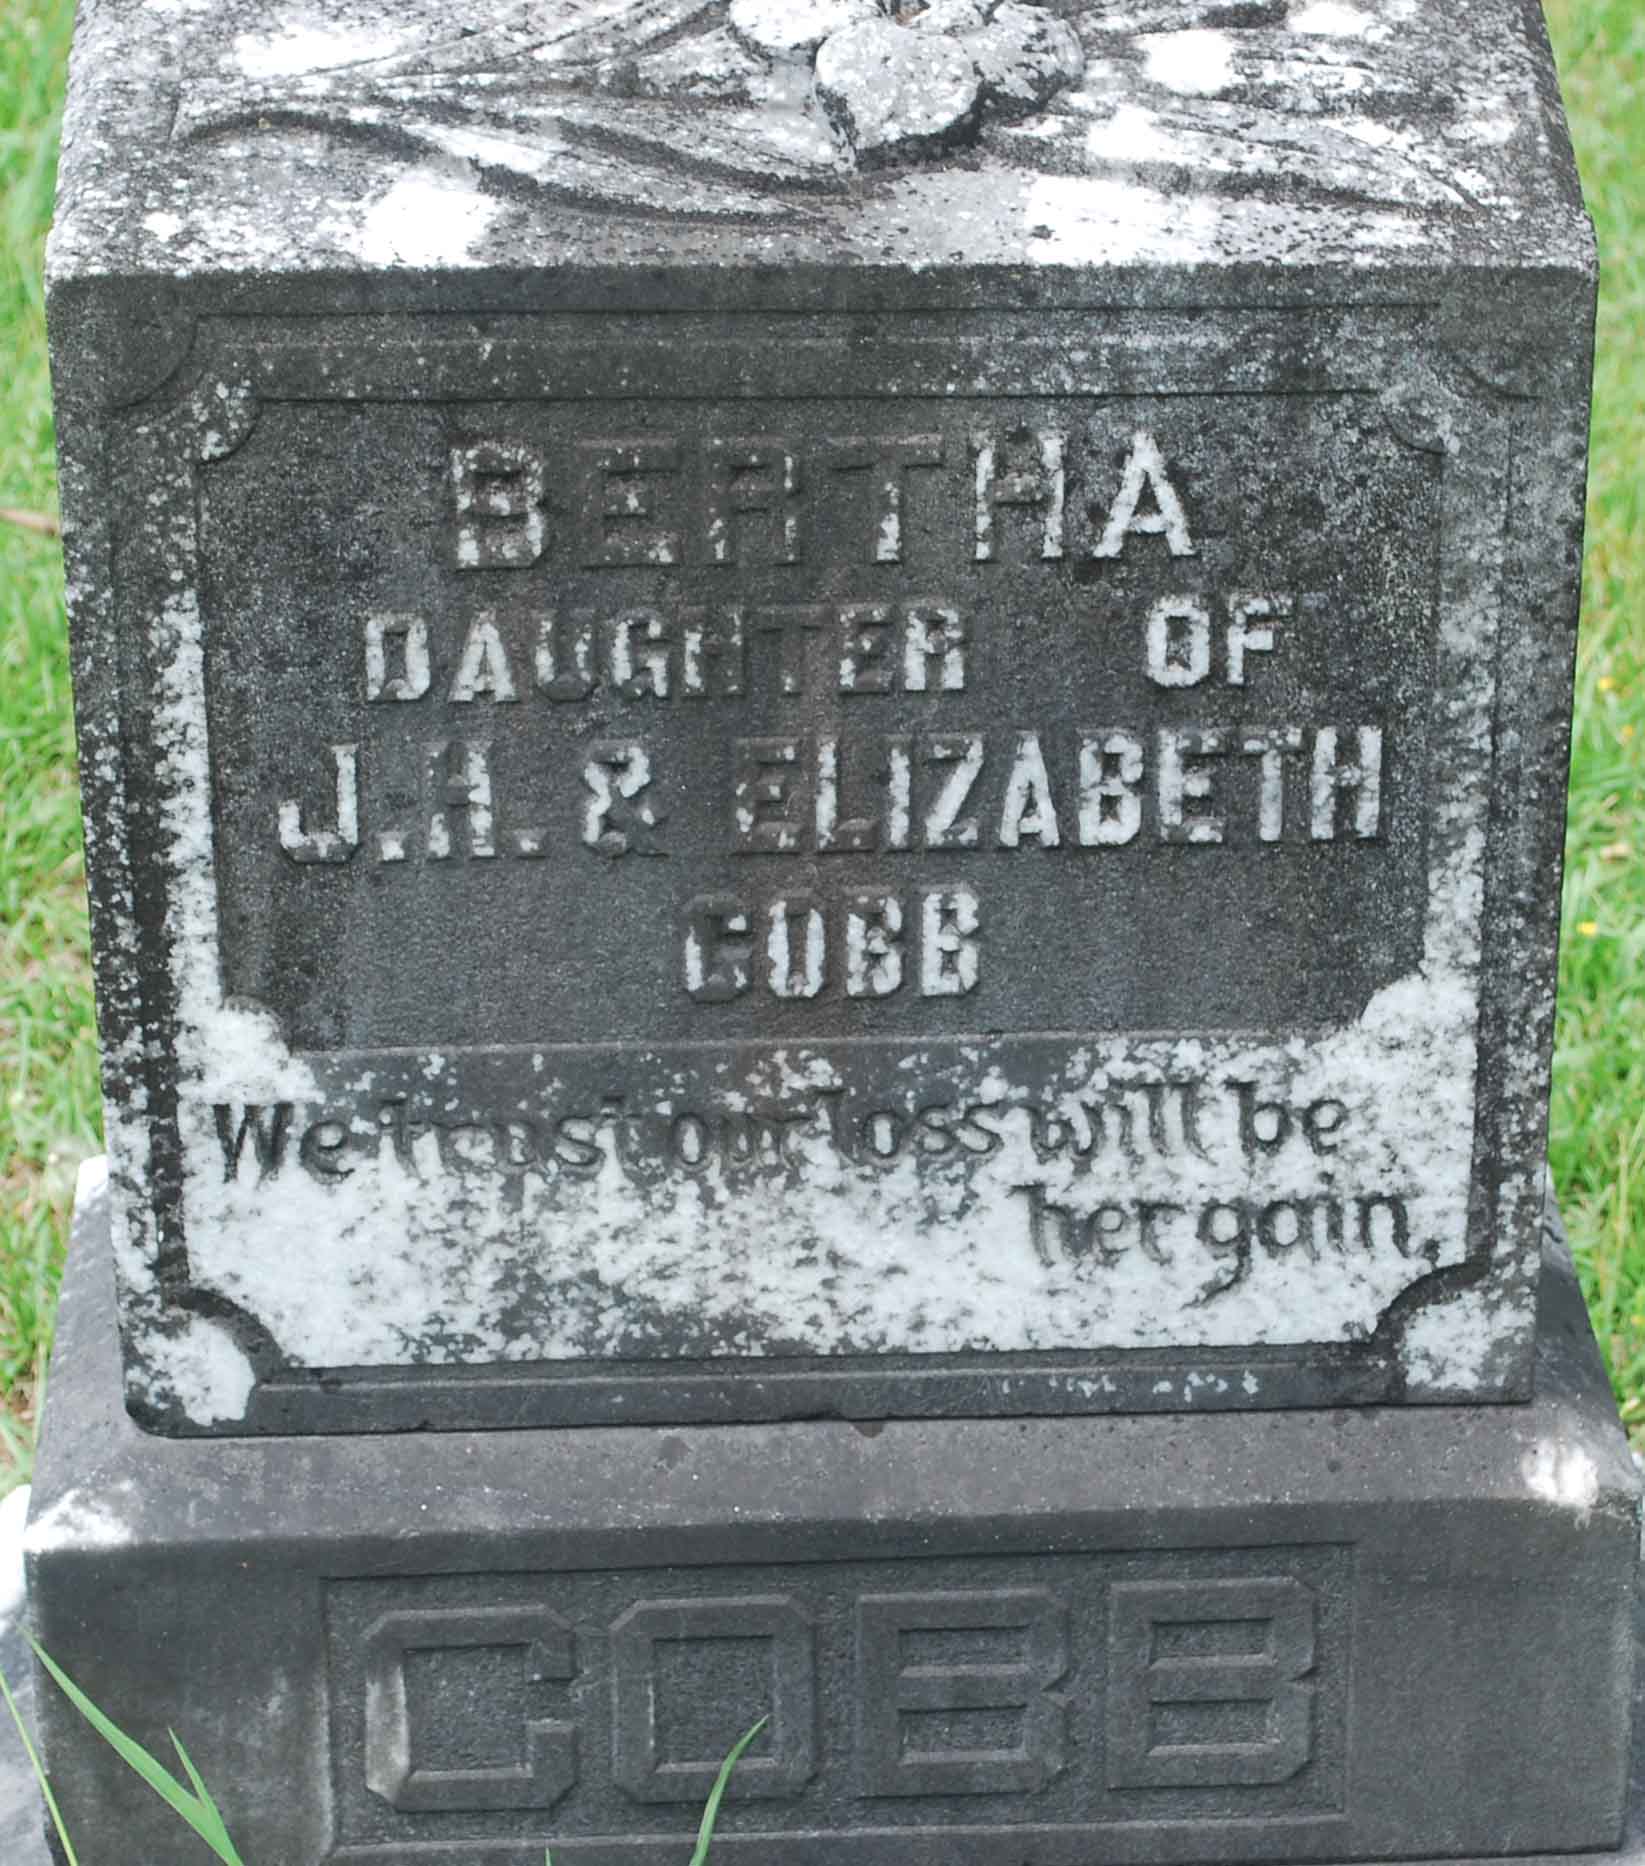 BERTHA
DAUGHTER OF
J.H. & ELIZABETH
COBB
We trust our loss will be
her gain.
COBB